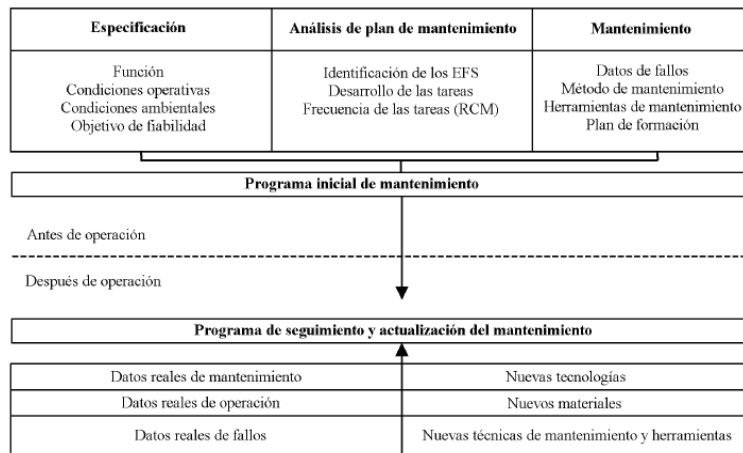 Especificación
Análisis de plan de mantenimiento
Mantenimiento
Función
Condiciones operativas
Condiciones ambientales
Objetivo de fiabilidad
Identificación de los EFS
Desarrollo de las tareas
Frecuencia de las tareas (RCM)
Datos de fallos
Método de mantenimiento
Herramientas de mantenimiento
Plan de formación
Programa inicial de mantenimiento
Antes de operación
Después de operación
Programa de seguimiento y actualización del mantenimiento
Datos reales de mantenimiento
Nuevas tecnologías
Datos reales de operación
Nuevos materiales
Datos reales de fallos
Nuevas técnicas de mantenimiento y herramientas